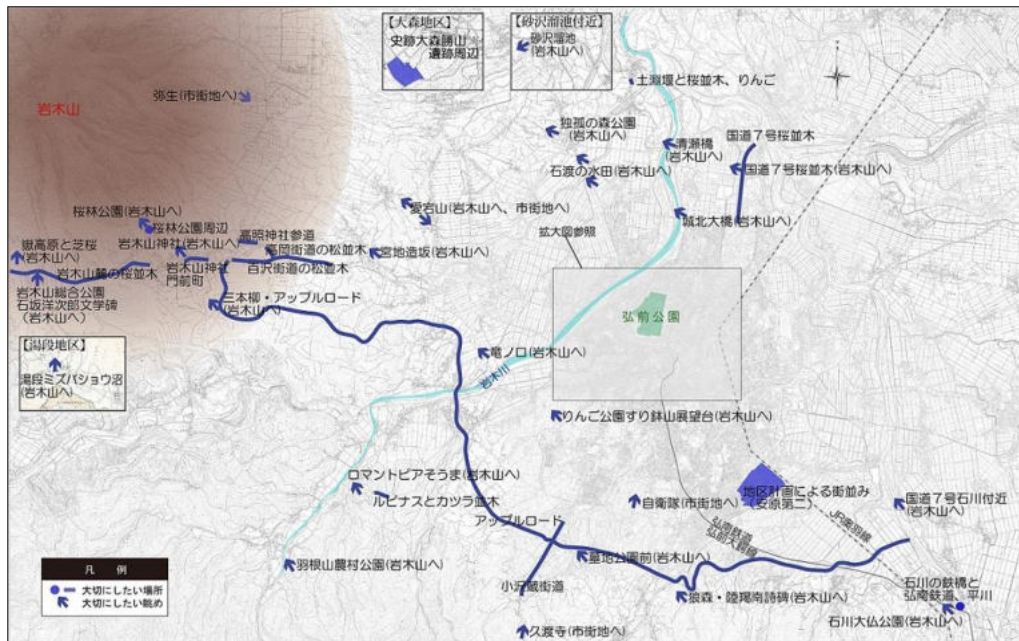 【大森地区】
史跡大森勝山
遺跡周辺
【砂沢溜池付近】
砂沢溜池
(岩木山へ)
土淵堰と桜並木、りんご
岩木山
弥生(市街地へ)
独孤の森公園
(岩木山へ)
清瀬橋
(岩木山へ)
国道7号桜並木
石渡の水田(岩木山へ)
国道7号桜並木(岩木山へ)
愛宕山(岩木山へ、市街地へ)
城北大橋(岩木山へ)
桜林公園(岩木山へ)
桜林公園周辺
高照神社参道
拡大図参照
嶽高原と芝桜
(岩木山へ)
岩木山神社(岩木山へ)
高岡街道の松並木
宮地造坂(岩木山へ)
岩木山麓の桜並木
岩木山神社
門前町
百沢街道の松並木
岩木山総合公園
石坂洋次郎文学碑
(岩木山へ)
三本柳・アップルロード
(岩木山へ)
弘前公園
【湯段地区】
湯段ミズバショウ沼
(岩木山へ)
竜ノ口(岩木山へ)
岩木川
りんご公園すり鉢山展望台(岩木山へ)
ロマントピアそうま(岩木山へ)
ルピナスとカツラ並木
自衛隊(市街地へ)
地区計画による街並み
(安原第二)
国道7号石川付近
(岩木山へ)
アップルロード
弘南鉄道
弘前大鰐線
JR奥羽線
羽根山農村公園(岩木山へ)
墓地公園前(岩木山へ)
小沢蔵街道
狼森・陸羯南詩碑(岩木山へ)
石川の鉄橋と
弘南鉄道、平川
石川大仏公園(岩木山へ)
久渡寺(市街地へ)
凡 例
大切にしたい場所
大切にしたい眺め